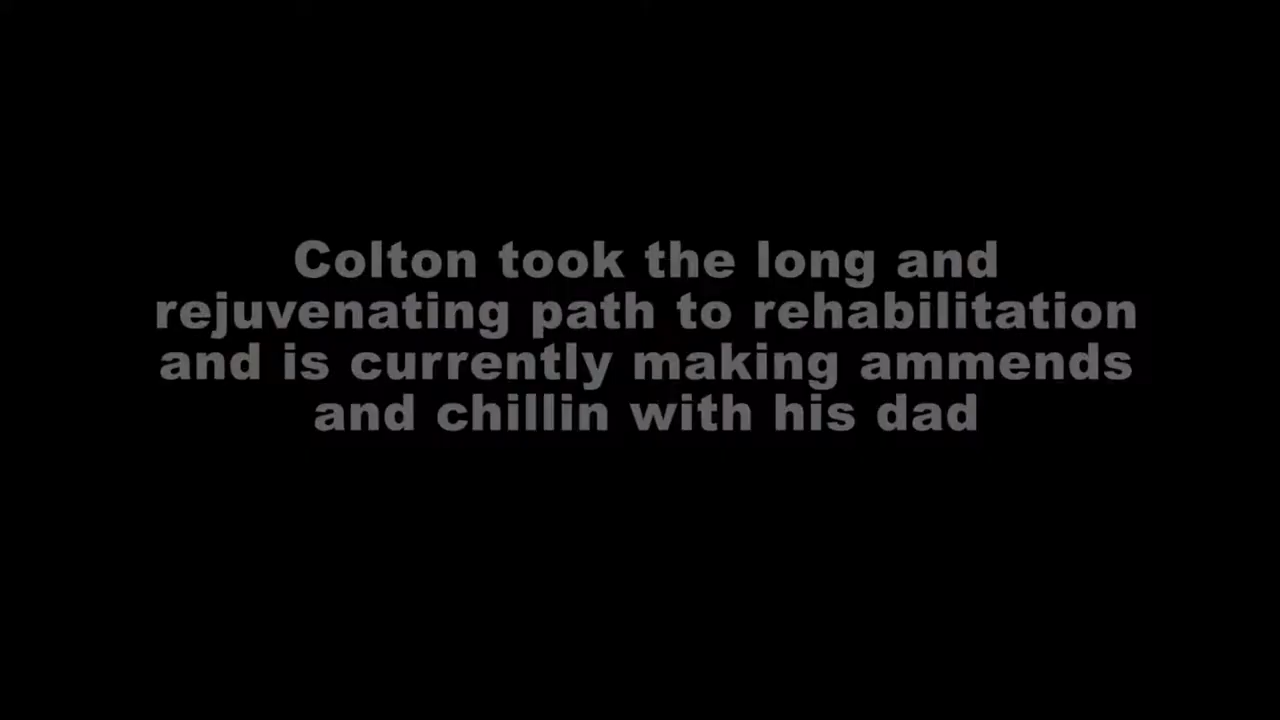 Colton took the long and
rejuvenating path to rehabilitation
and is currently making ammends
and chillin with his dad